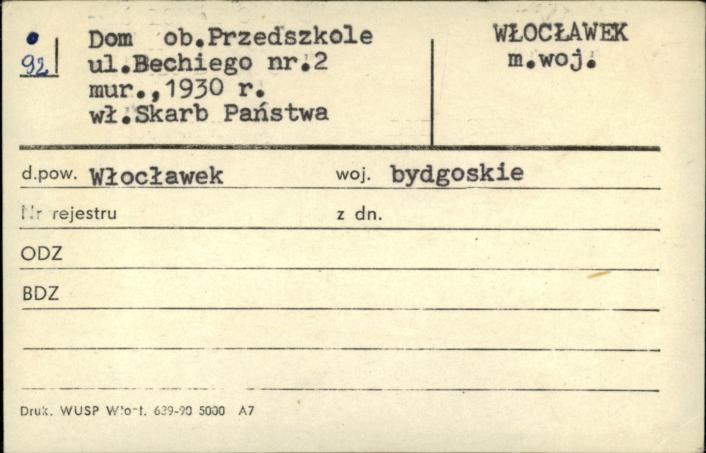 92
Dom ob.Przedszkole
ul.Bechiego nr.2
mur.,1930 r.
wł.Skarb Państwa
WŁOCŁAWEK
m.woj.
d.pow. Włocławek woj. bydgoskie
Nr rejestru z dn.
ODZ
BDZ
Druk. WUSP 639-90 5000 A7